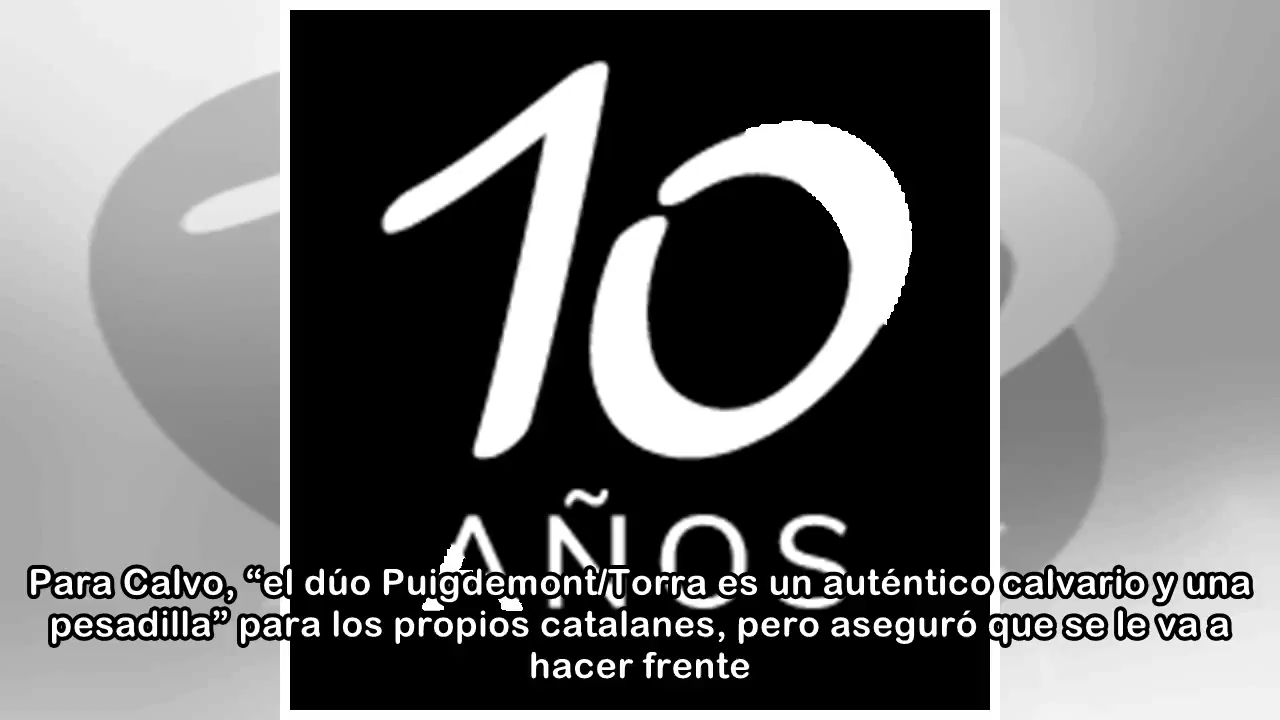 10
AÑOS
Para Calvo, “el dúo Puigdemont/Torra es un auténtico calvario y una
pesadilla” para los propios catalanes, pero aseguró que se le va a
hacer frente